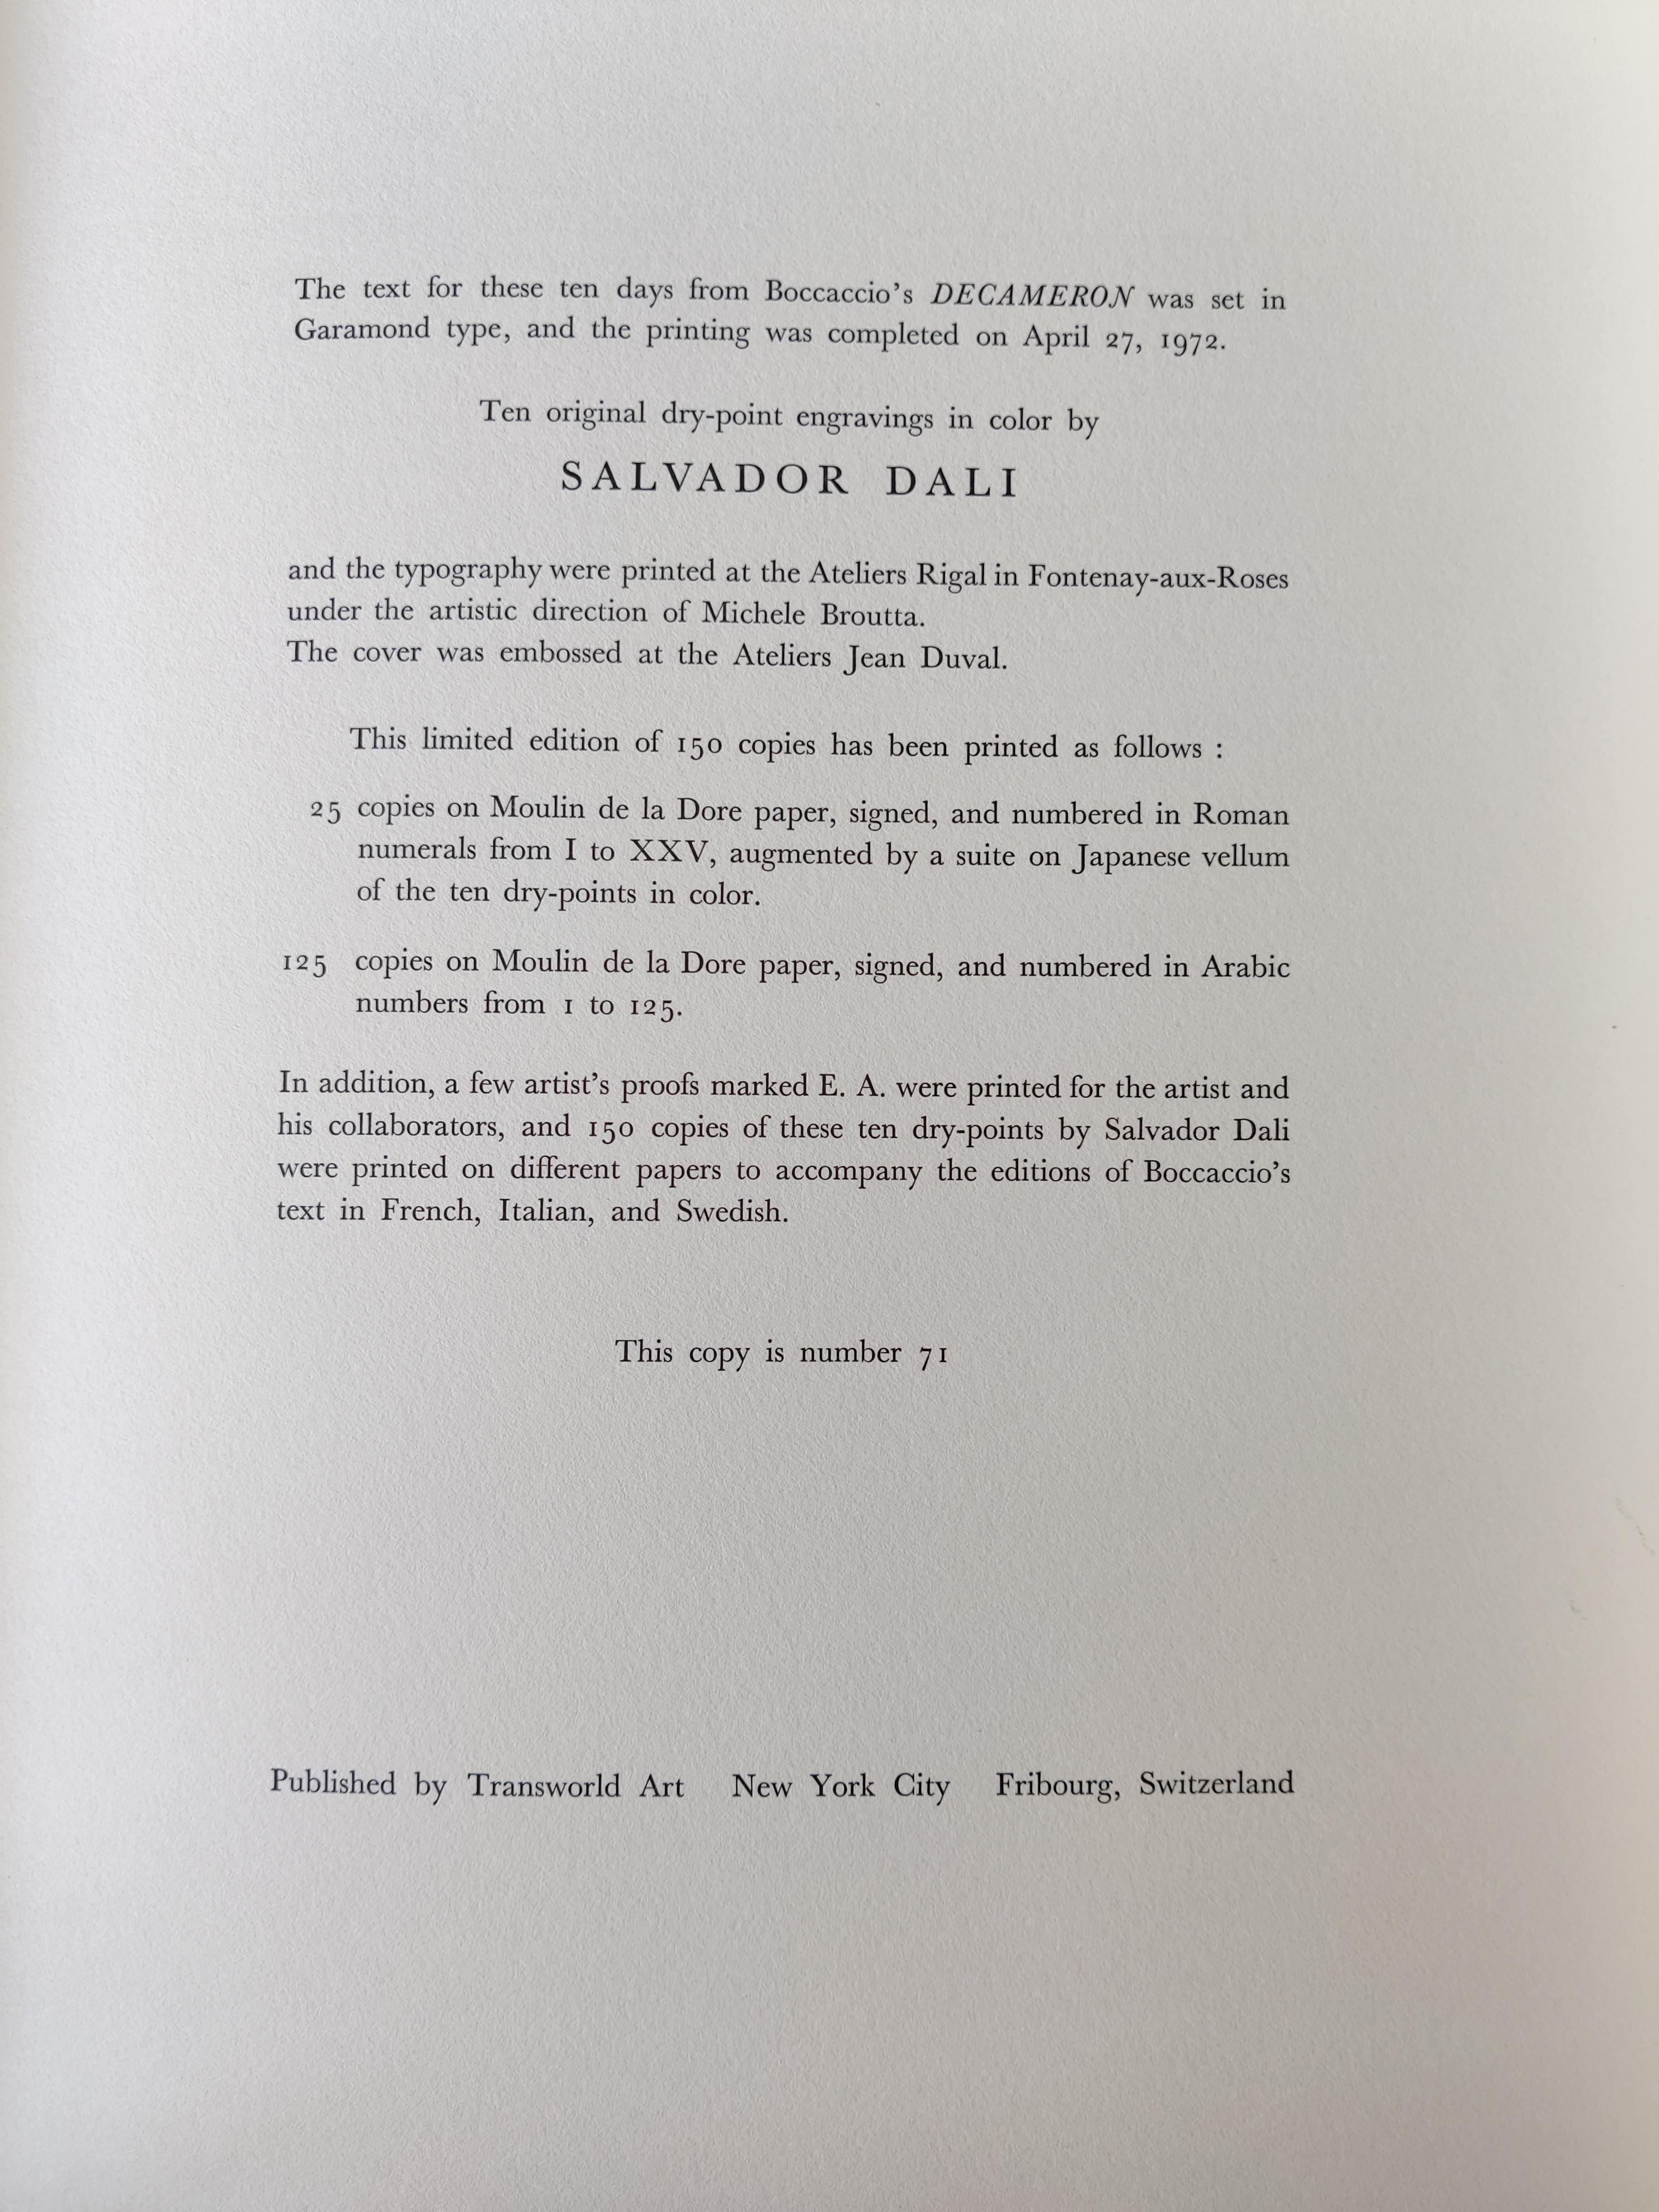 The text for these ten days from Boccaccio's DECAMERON was set in
Garamond type, and the printing was completed on April 27, 1972.
Ten original dry-point engravings in color by
SALVADOR DALI
and the typography were printed at the Ateliers Rigal in Fontenay-aux-Roses
under the artistic direction of Michele Broutta.
The cover was embossed at the Ateliers Jean Duval.
This limited edition of 150 copies has been printed as follows :
25 copies on Moulin de la Dore paper, signed, and numbered in Roman
numerals from I to XXV, augmented by a suite on Japanese vellum
of the ten dry-points in color.
125 copies on Moulin de la Dore paper, signed, and numbered in Arabic
numbers from 1 to 125.
In addition, a few artist's proofs marked E. A. were printed for the artist and
his collaborators, and 150 copies of these ten dry-points by Salvador Dali
were printed on different papers to accompany the editions of Boccaccio's
text in French, Italian, and Swedish.
This copy is number 71
Published by Transworld Art New York City Fribourg, Switzerland